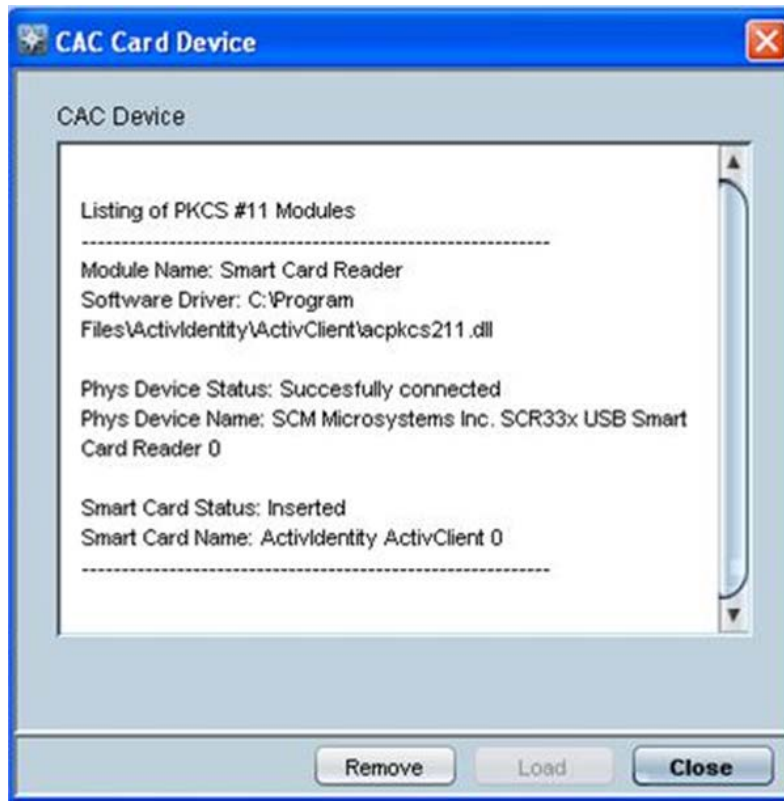 CAC Card Device
CAC Device
Listing of PKCS #11 Modules
----------------------------------------------------------
Module Name: Smart Card Reader
Software Driver: C:\Program
Files\ActivIdentity\ActivClient\acpkcs211.dll
Phys Device Status: Succesfully connected
Phys Device Name: SCM Microsystems Inc. SCR33x USB Smart
Card Reader 0
Smart Card Status: Inserted
Smart Card Name: ActivIdentity ActivClient 0
----------------------------------------------------------
Remove Load Close